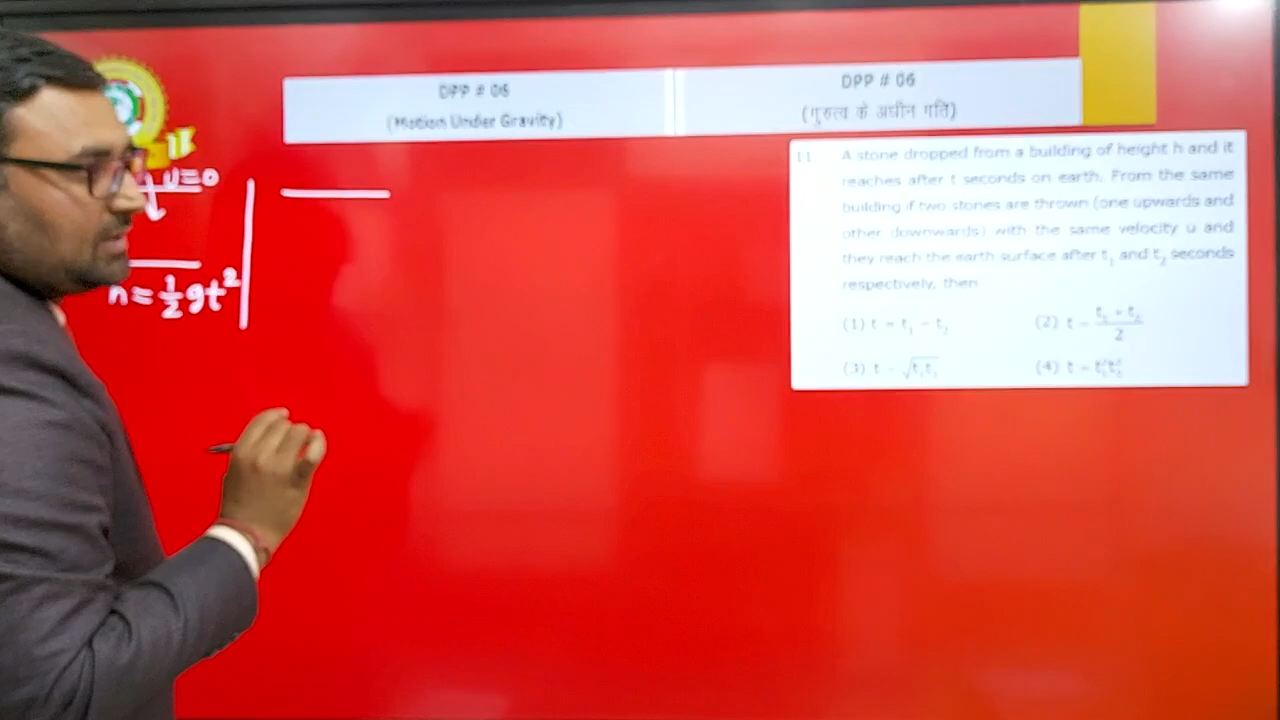 DPP # 06
(Motion Under Gravity)
DPP # 06
(गुरुत्व के अधीन गति)
u=0
h = 1/2 gt²
11. A stone dropped from a building of height h and it
reaches after t seconds on earth. From the same
building if two stones are thrown (one upwards and
other downwards) with the same velocity u and
they reach the earth surface after t₁ and t₂ seconds
respectively, then
(1) t = t₁ − t₂
(2) t = (t₁ + t₂)/2
(3) t = √t₁t₂
(4) t = t₁²t₂²